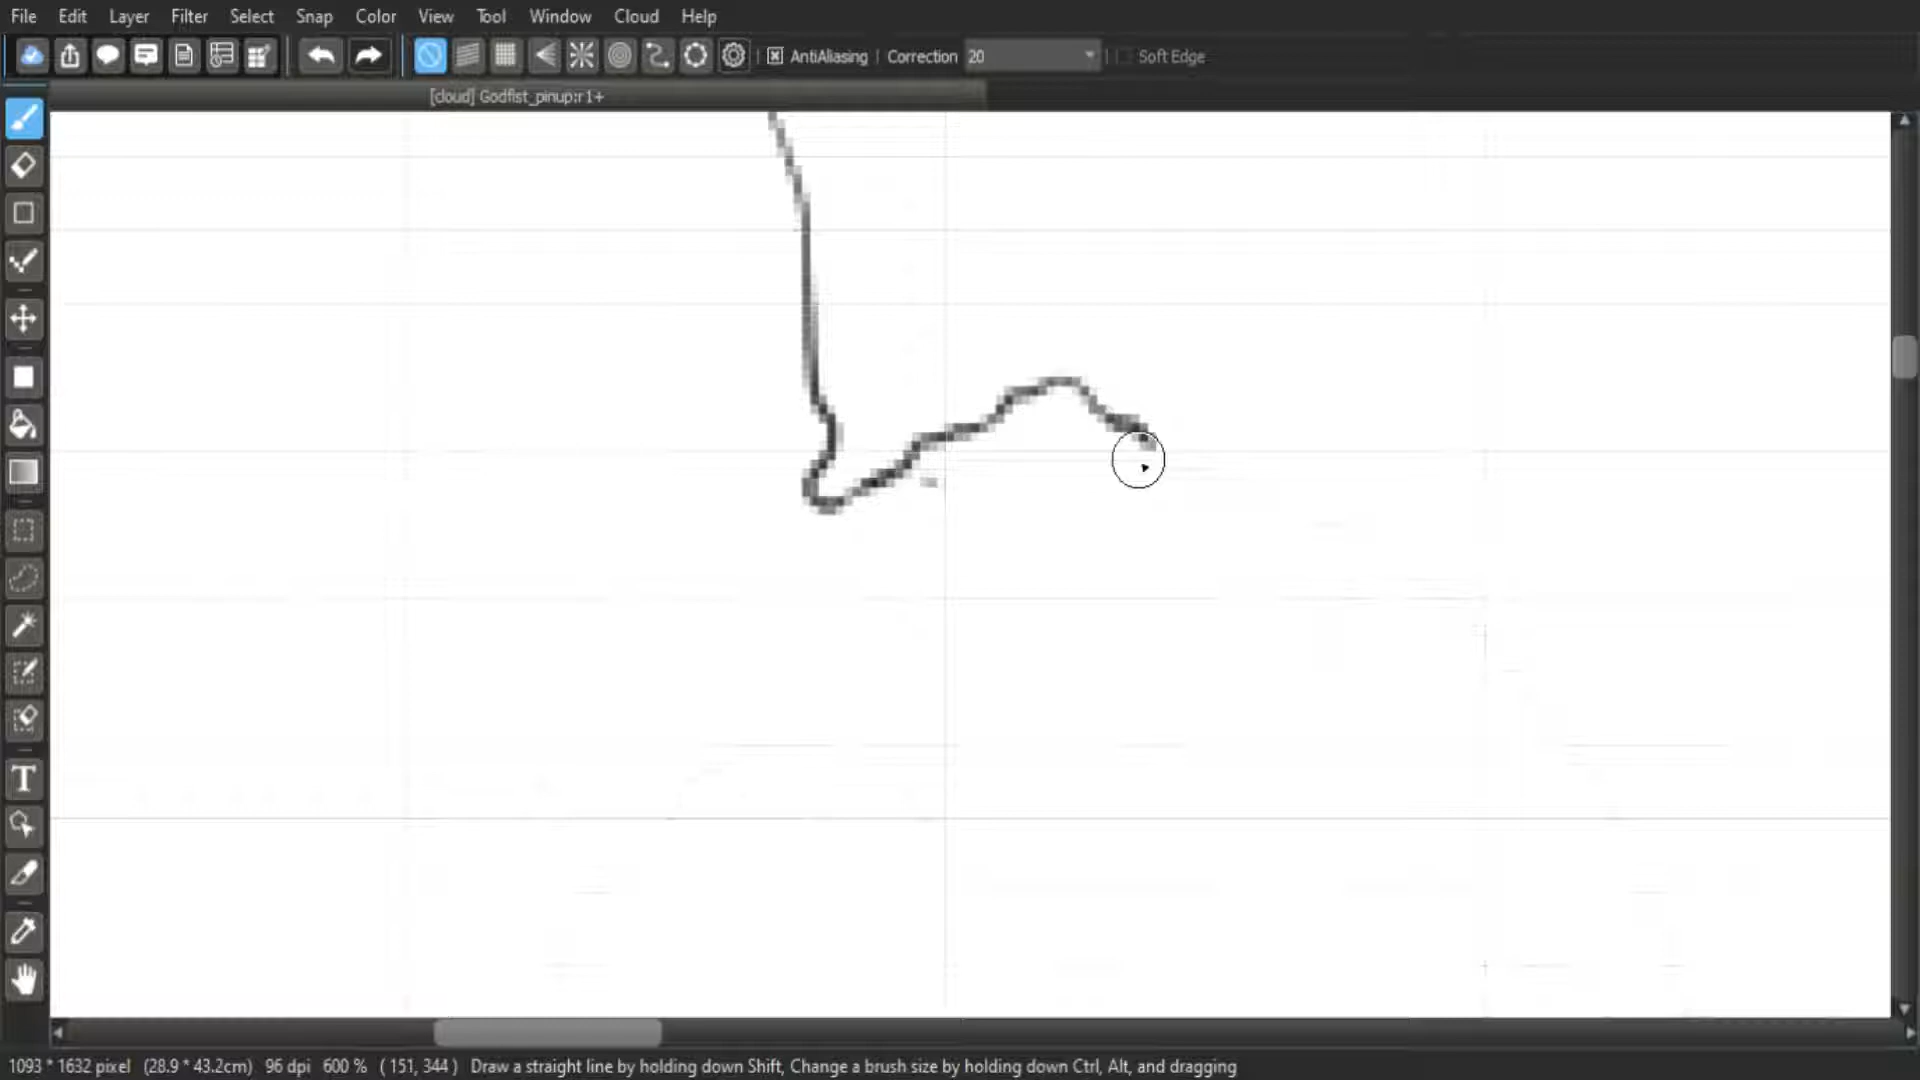 File Edit Layer Filter Select Snap Color View Tool Window Cloud Help
AntiAliasing Correction 20 Soft Edge
[cloud] Godfist_pinup:r1+
T
1093 * 1632 pixel (28.9 * 43.2cm) 96 dpi 600 % ( 151, 344 ) Draw a straight line by holding down Shift, Change a brush size by holding down Ctrl, Alt, and dragging